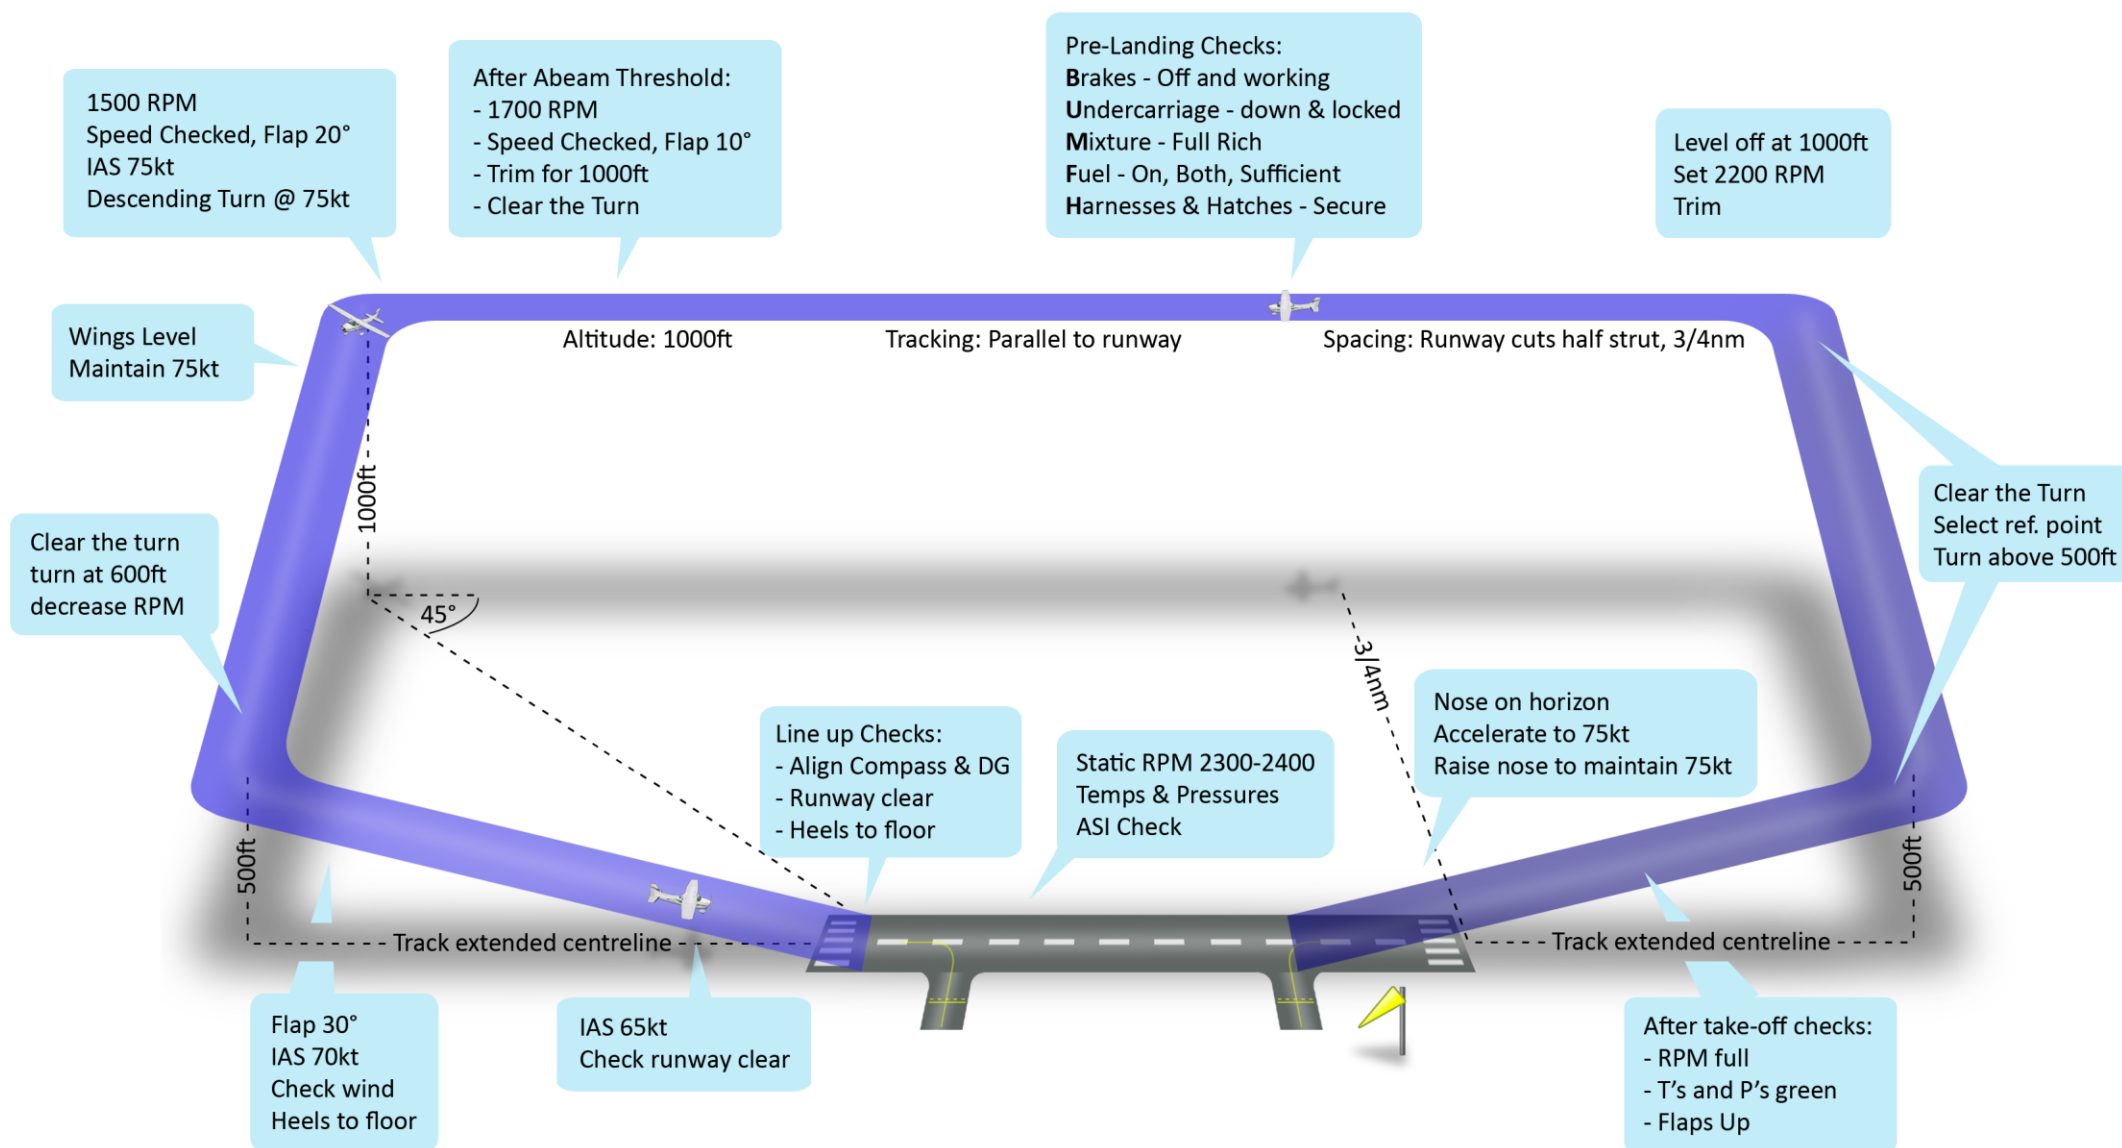 1500 RPM
Speed Checked, Flap 20°
IAS 75kt
Descending Turn @ 75kt
After Abeam Threshold:
- 1700 RPM
- Speed Checked, Flap 10°
- Trim for 1000ft
- Clear the Turn
Pre-Landing Checks:
Brakes - Off and working
Undercarriage - down & locked
Mixture - Full Rich
Fuel - On, Both, Sufficient
Harnesses & Hatches - Secure
Level off at 1000ft
Set 2200 RPM
Trim
Wings Level
Maintain 75kt
Altitude: 1000ft
Tracking: Parallel to runway
Spacing: Runway cuts half strut, 3/4nm
1000ft
Clear the Turn
Select ref. point
Turn above 500ft
Clear the turn
turn at 600ft
decrease RPM
45°
3/4nm
Nose on horizon
Accelerate to 75kt
Raise nose to maintain 75kt
Line up Checks:
- Align Compass & DG
- Runway clear
- Heels to floor
Static RPM 2300-2400
Temps & Pressures
ASI Check
500ft
500ft
Track extended centreline
Track extended centreline
Flap 30°
IAS 70kt
Check wind
Heels to floor
IAS 65kt
Check runway clear
After take-off checks:
- RPM full
- T's and P's green
- Flaps Up